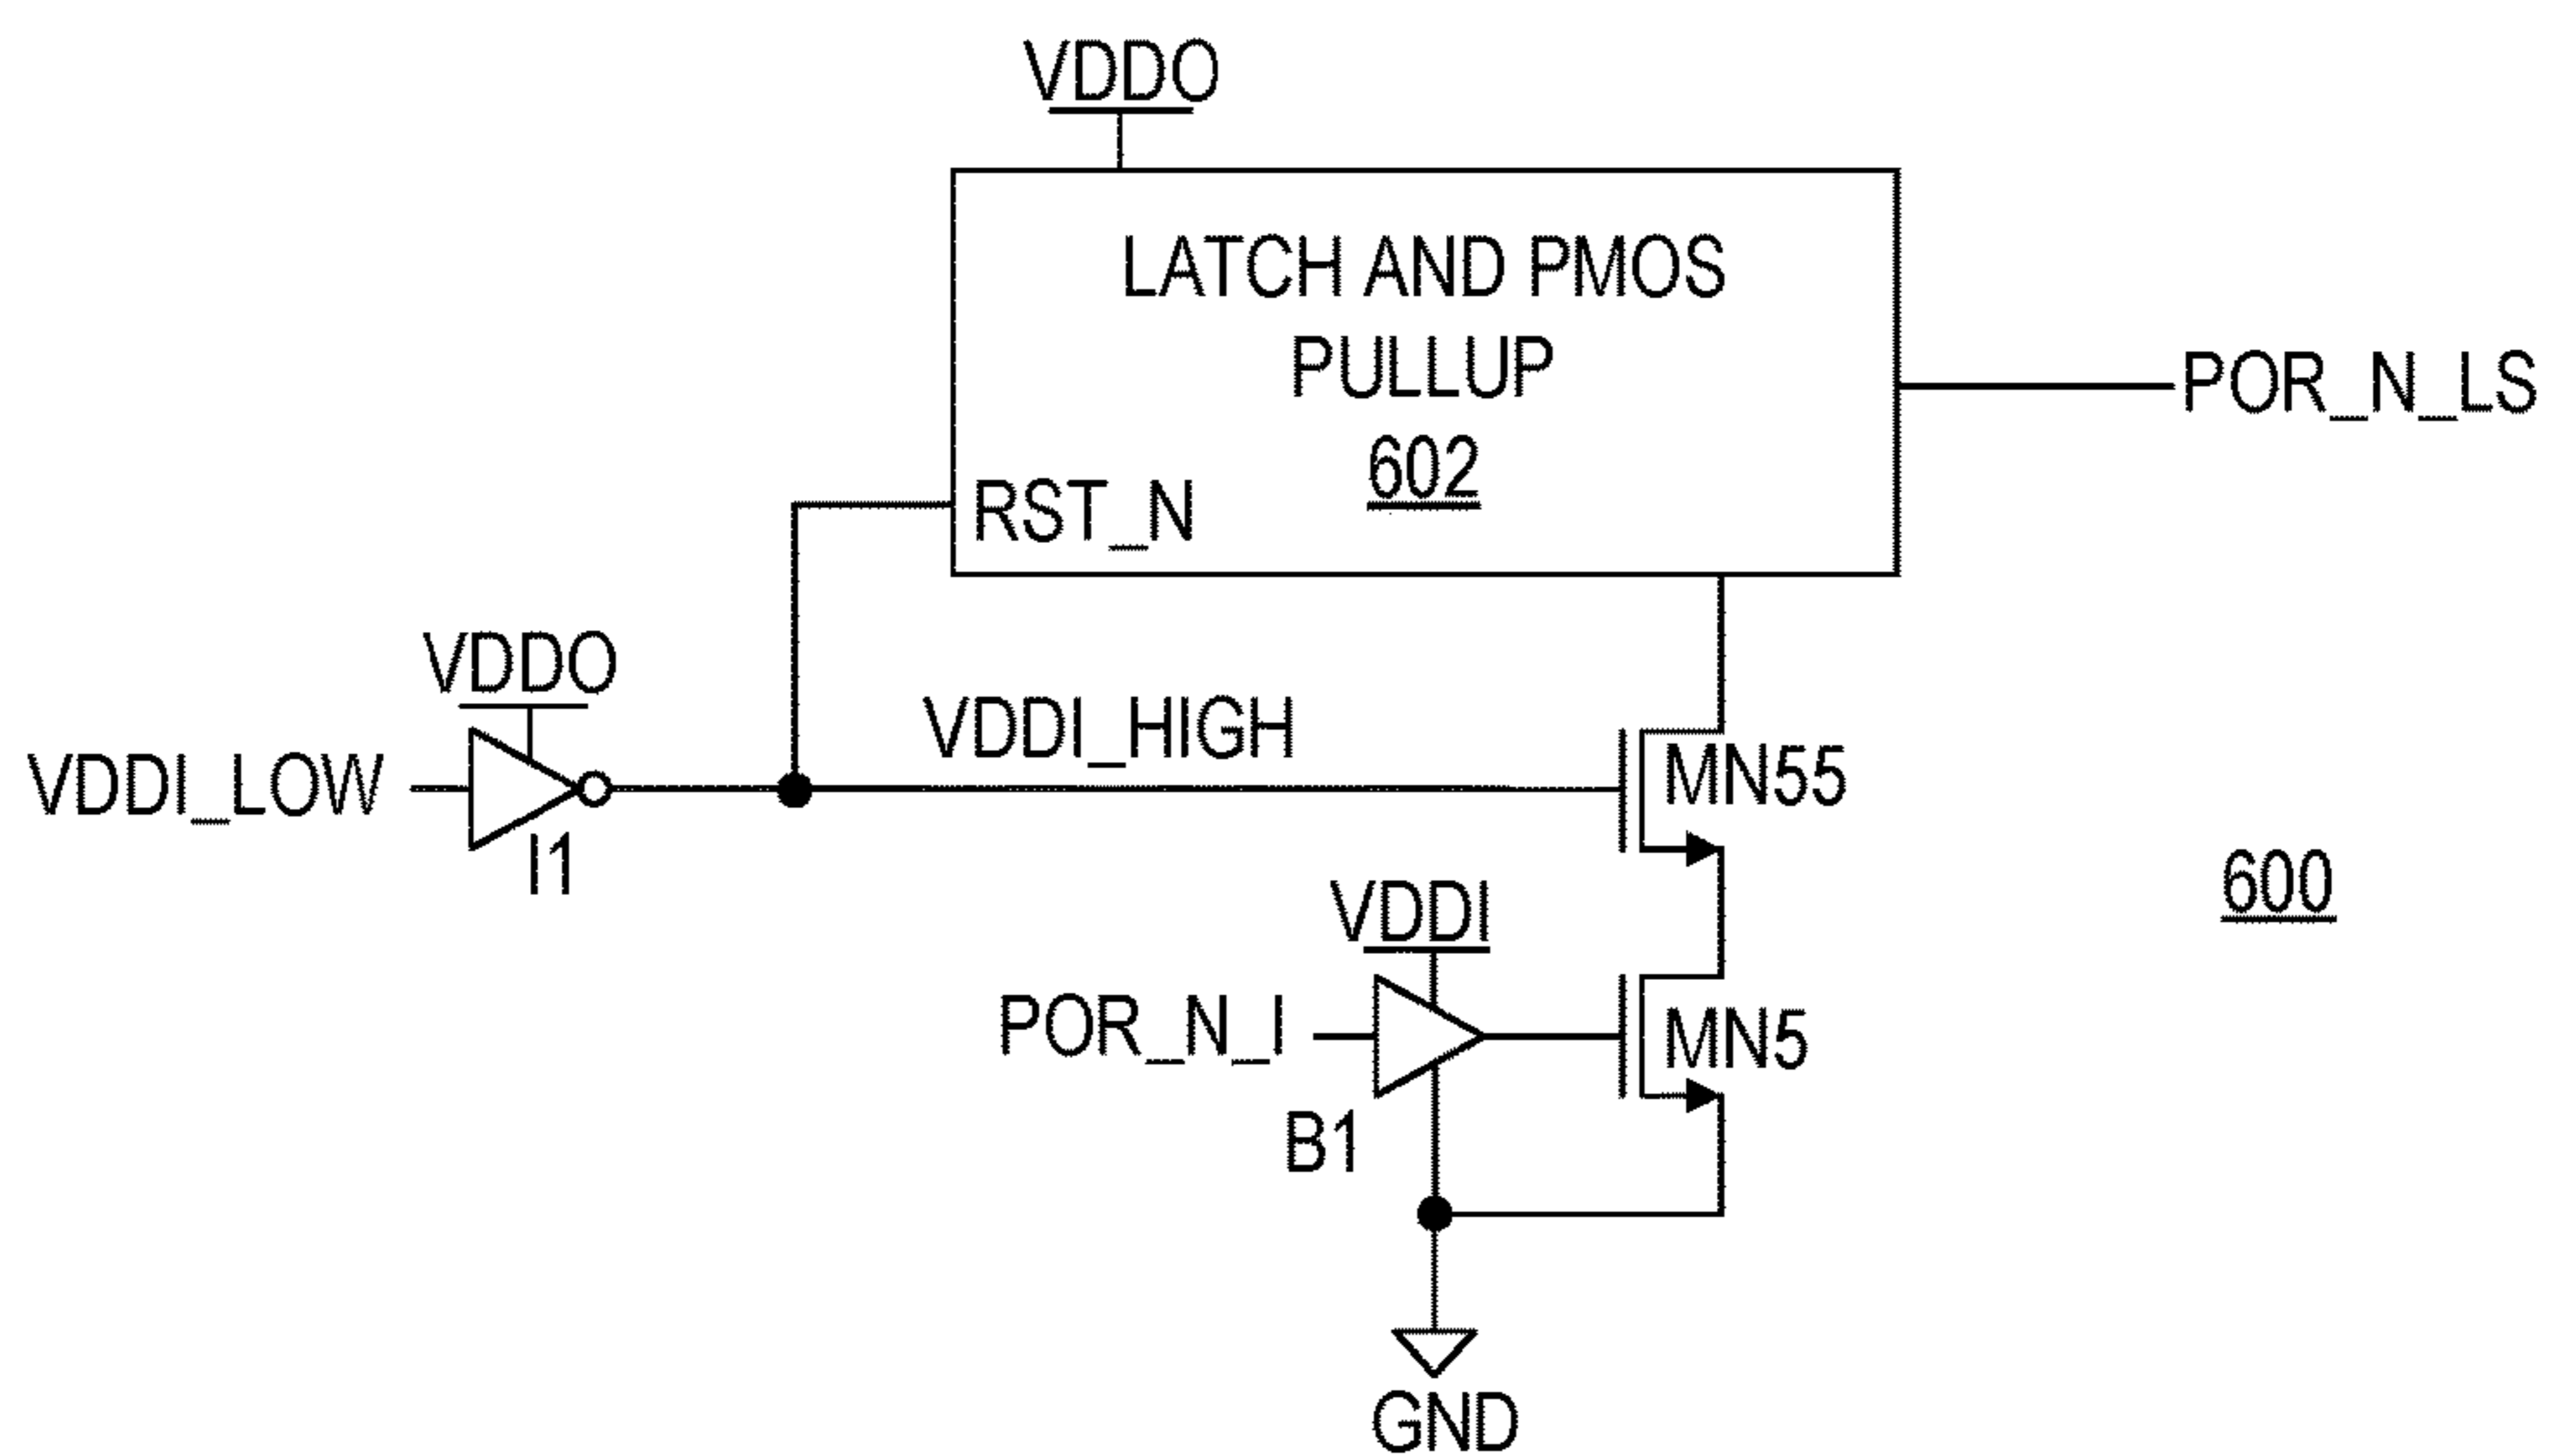 VDDO
LATCH AND PMOS
PULLUP
602
RST_N
POR_N_LS
VDDO
VDDI_LOW
I1
VDDI_HIGH
MN55
600
VDDI
POR_N_I
B1
MN5
GND